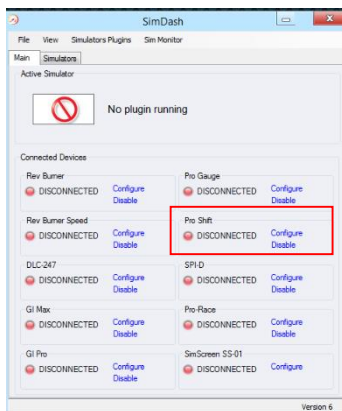 SimDash
File View Simulators Plugins Sim Monitor
Main Simulators
Active Simulator
No plugin running
Connected Devices
Rev Burner
DISCONNECTED Configure
Disable
Pro Gauge
DISCONNECTED Configure
Disable
Rev Burner Speed
DISCONNECTED Configure
Disable
Pro Shift
DISCONNECTED Configure
Disable
DLC-247
DISCONNECTED Configure
Disable
SPI-D
DISCONNECTED Configure
Disable
GI Max
DISCONNECTED Configure
Disable
Pro-Race
DISCONNECTED Configure
Disable
GI Pro
DISCONNECTED Configure
Disable
SimScreen SS-01
DISCONNECTED Configure
Version 6